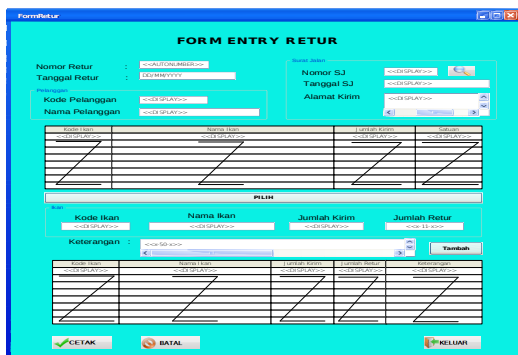 FormRetur
FORM ENTRY RETUR
Nomor Retur : <<AUTONUMBER>>
Tanggal Retur : DD/MM/YYYY
Surat Jalan
Nomor SJ <<DISPLAY>>
Tanggal SJ <<DISPLAY>>
Alamat Kirim <<DISPLAY>>
Pelanggan
Kode Pelanggan <<DISPLAY>>
Nama Pelanggan <<DISPLAY>>
Kode Ikan Nama Ikan Jumlah Kirim Satuan
<<DISPLAY>> <<DISPLAY>> <<DISPLAY>> <<DISPLAY>>
PILIH
Ikan
Kode Ikan Nama Ikan Jumlah Kirim Jumlah Retur
<<DISPLAY>> <<DISPLAY>> <<DISPLAY>> <<x-11-x>>
Keterangan : <<x-50-x>>
Tambah
Kode Ikan Nama Ikan Jumlah Kirim Jumlah Retur Keterangan
<<DISPLAY>> <<DISPLAY>> <<DISPLAY>> <<DISPLAY>> <<DISPLAY>>
CETAK BATAL KELUAR